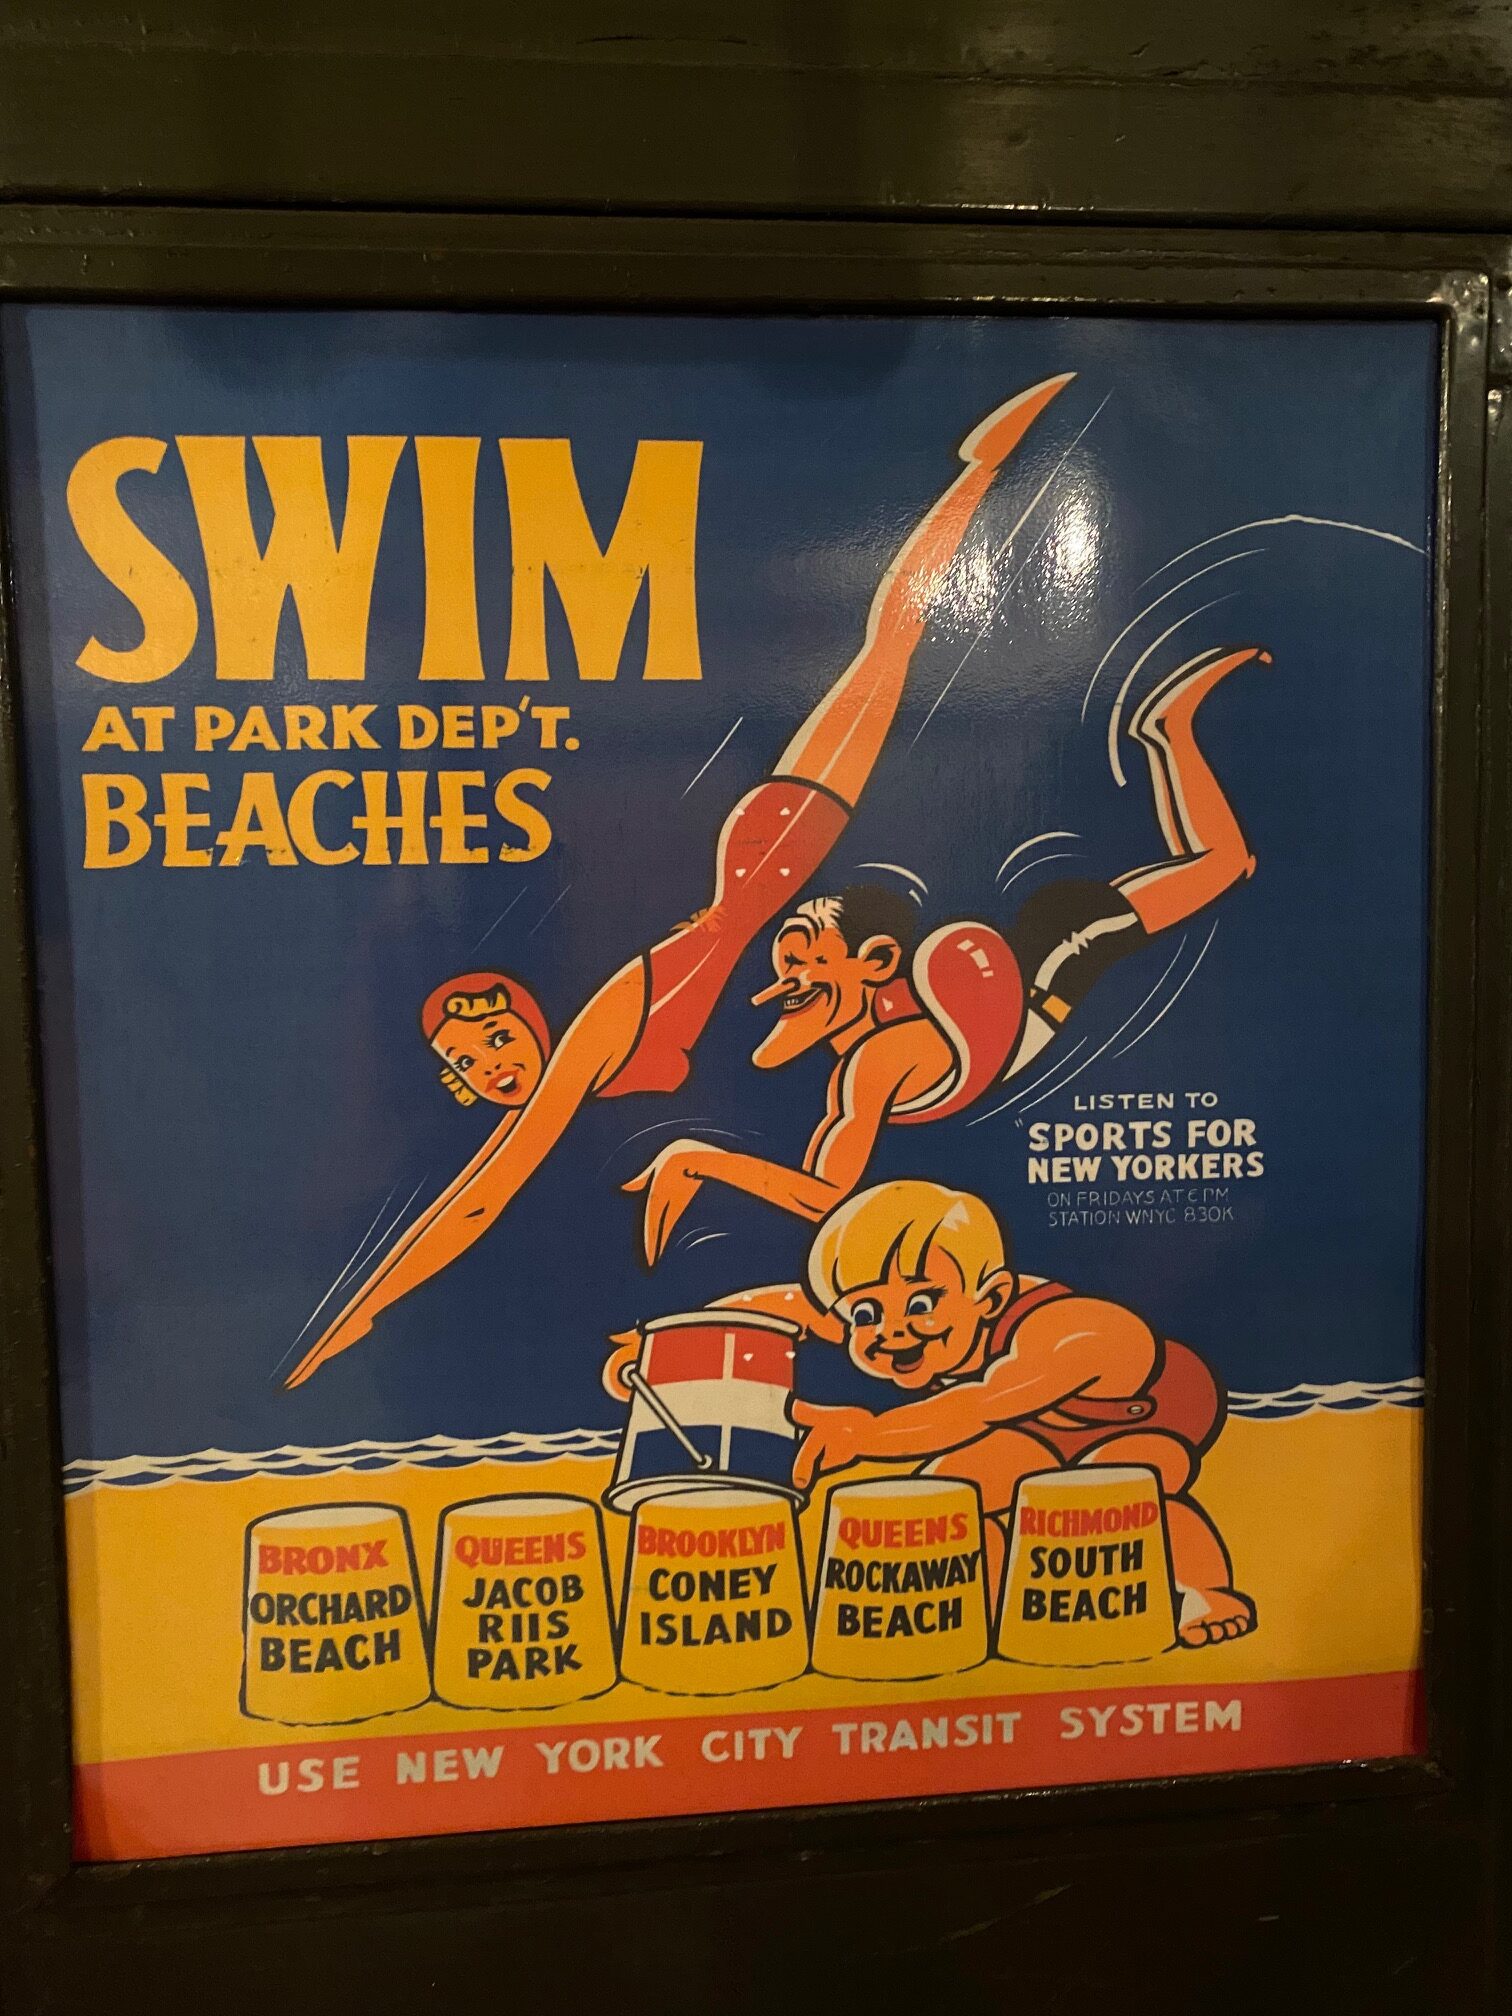 SWIM
AT PARK DEP'T.
BEACHES
LISTEN TO
"SPORTS FOR
NEW YORKERS
ON FRIDAYS AT 6 PM
STATION WNYC 830K
BRONX
ORCHARD
BEACH
QUEENS
JACOB
RIIS
PARK
BROOKLYN
CONEY
ISLAND
QUEENS
ROCKAWAY
BEACH
RICHMOND
SOUTH
BEACH
USE NEW YORK CITY TRANSIT SYSTEM